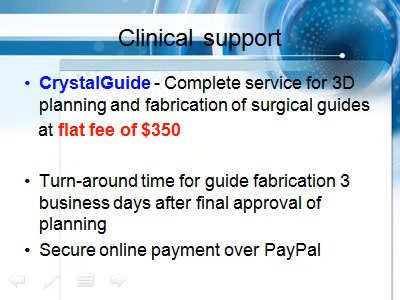 Clinical support
• CrystalGuide - Complete service for 3D
planning and fabrication of surgical guides
at flat fee of $350
• Turn-around time for guide fabrication 3
business days after final approval of
planning
• Secure online payment over PayPal